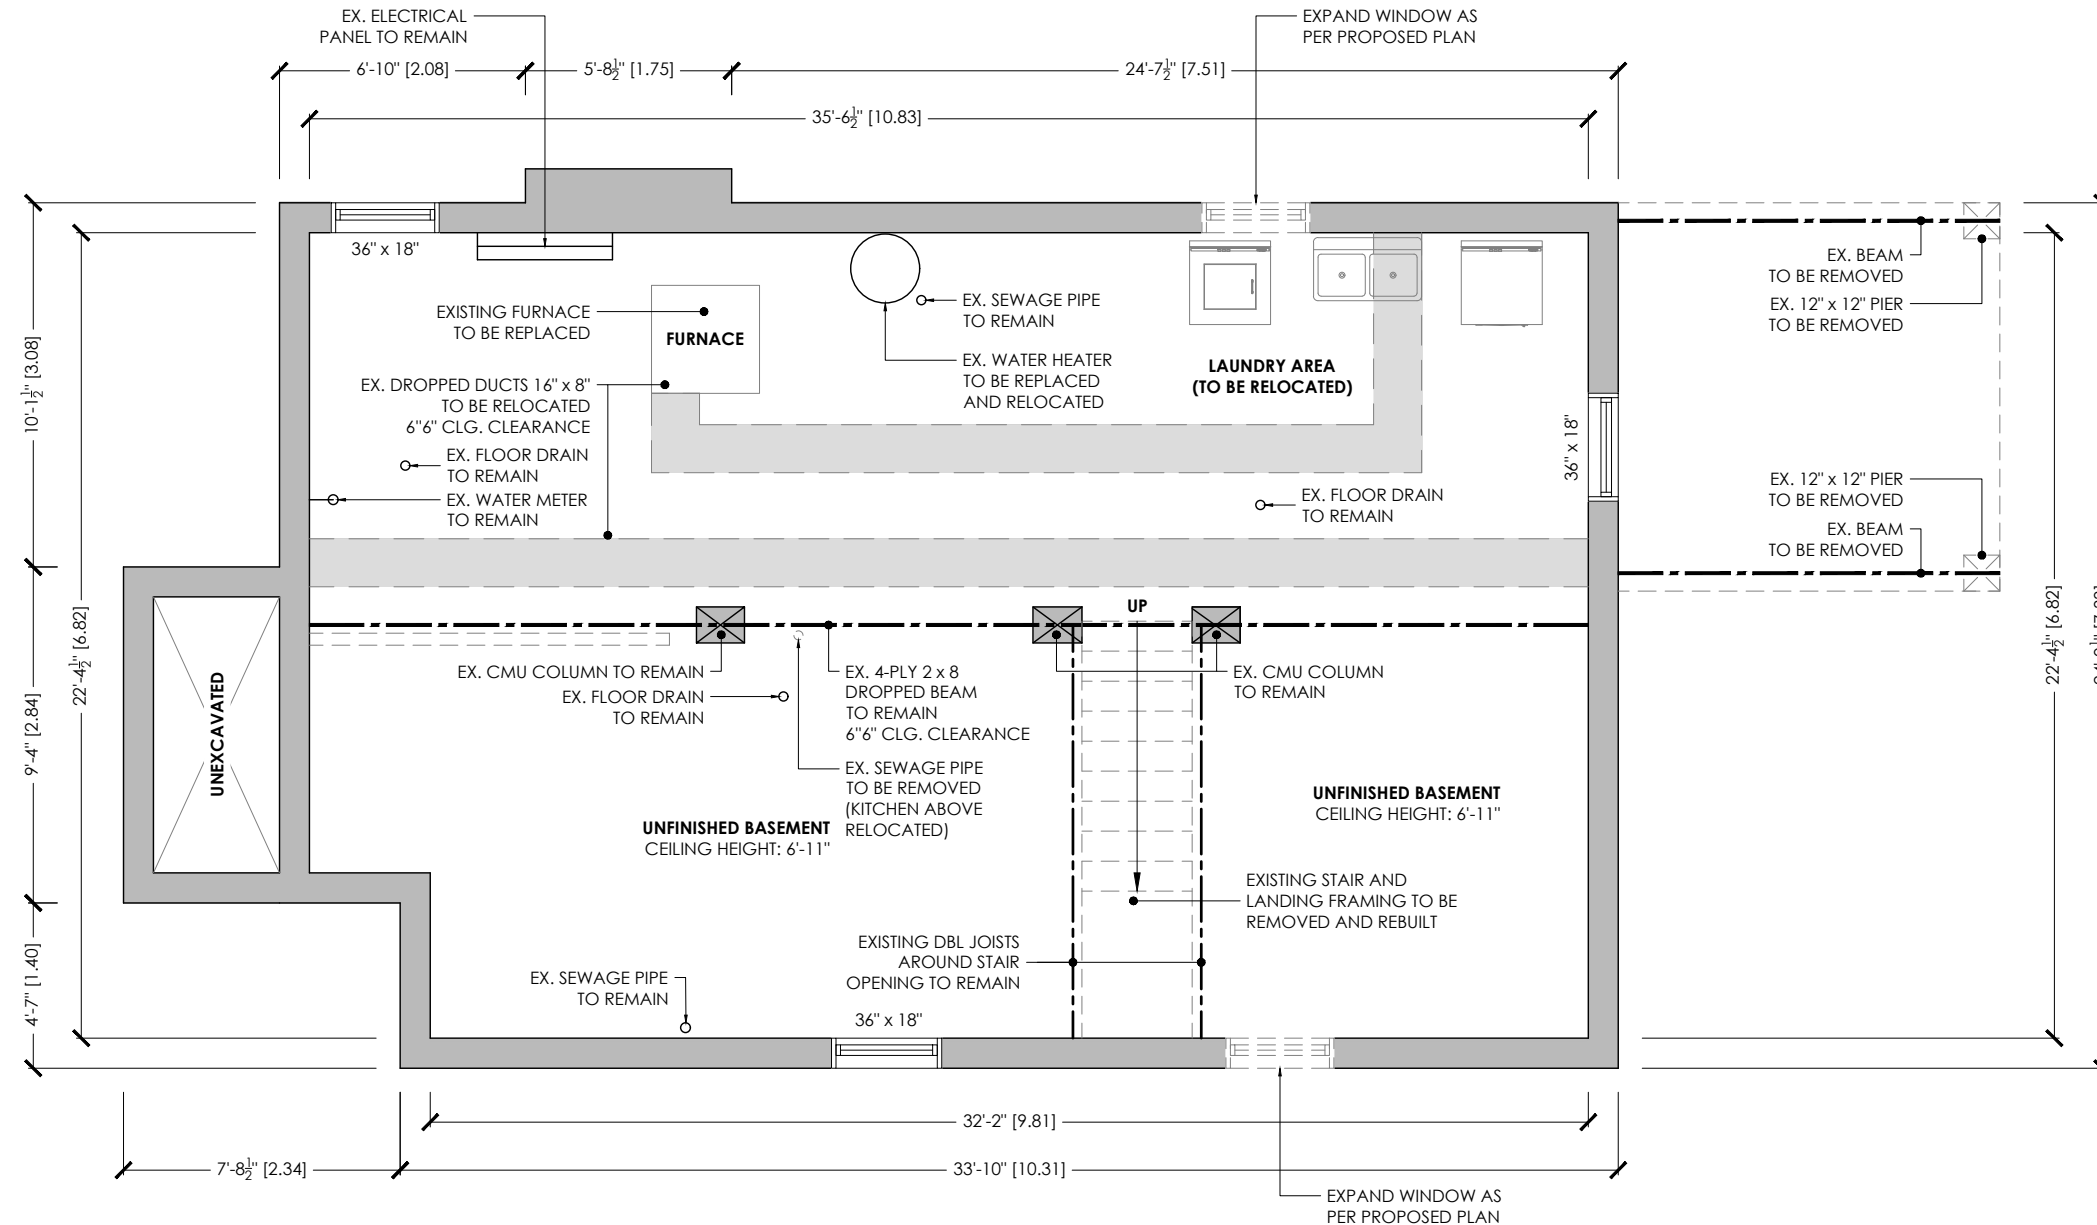 EX. ELECTRICAL
PANEL TO REMAIN
EXPAND WINDOW AS
PER PROPOSED PLAN
6'-10" [2.08]
5'-8½" [1.75]
24'-7½" [7.51]
35'-6½" [10.83]
36" x 18"
EXISTING FURNACE
TO BE REPLACED
FURNACE
EX. SEWAGE PIPE
TO REMAIN
EX. WATER HEATER
TO BE REPLACED
AND RELOCATED
LAUNDRY AREA
(TO BE RELOCATED)
EX. BEAM
TO BE REMOVED
EX. 12" x 12" PIER
TO BE REMOVED
EX. DROPPED DUCTS 16" x 8"
TO BE RELOCATED
6"6" CLG. CLEARANCE
EX. FLOOR DRAIN
TO REMAIN
EX. WATER METER
TO REMAIN
36" x 18"
EX. FLOOR DRAIN
TO REMAIN
EX. 12" x 12" PIER
TO BE REMOVED
EX. BEAM
TO BE REMOVED
10'-1½" [3.08]
9'-4" [2.84]
4'-7" [1.40]
22'-4½" [6.82]
22'-4½" [6.82]
UNEXCAVATED
UP
EX. CMU COLUMN TO REMAIN
EX. FLOOR DRAIN
TO REMAIN
EX. 4-PLY 2 x 8
DROPPED BEAM
TO REMAIN
6"6" CLG. CLEARANCE
EX. CMU COLUMN
TO REMAIN
EX. SEWAGE PIPE
TO BE REMOVED
(KITCHEN ABOVE
RELOCATED)
UNFINISHED BASEMENT
CEILING HEIGHT: 6'-11"
UNFINISHED BASEMENT
CEILING HEIGHT: 6'-11"
EXISTING STAIR AND
LANDING FRAMING TO BE
REMOVED AND REBUILT
EXISTING DBL JOISTS
AROUND STAIR
OPENING TO REMAIN
EX. SEWAGE PIPE
TO REMAIN
36" x 18"
32'-2" [9.81]
7'-8½" [2.34]
33'-10" [10.31]
EXPAND WINDOW AS
PER PROPOSED PLAN